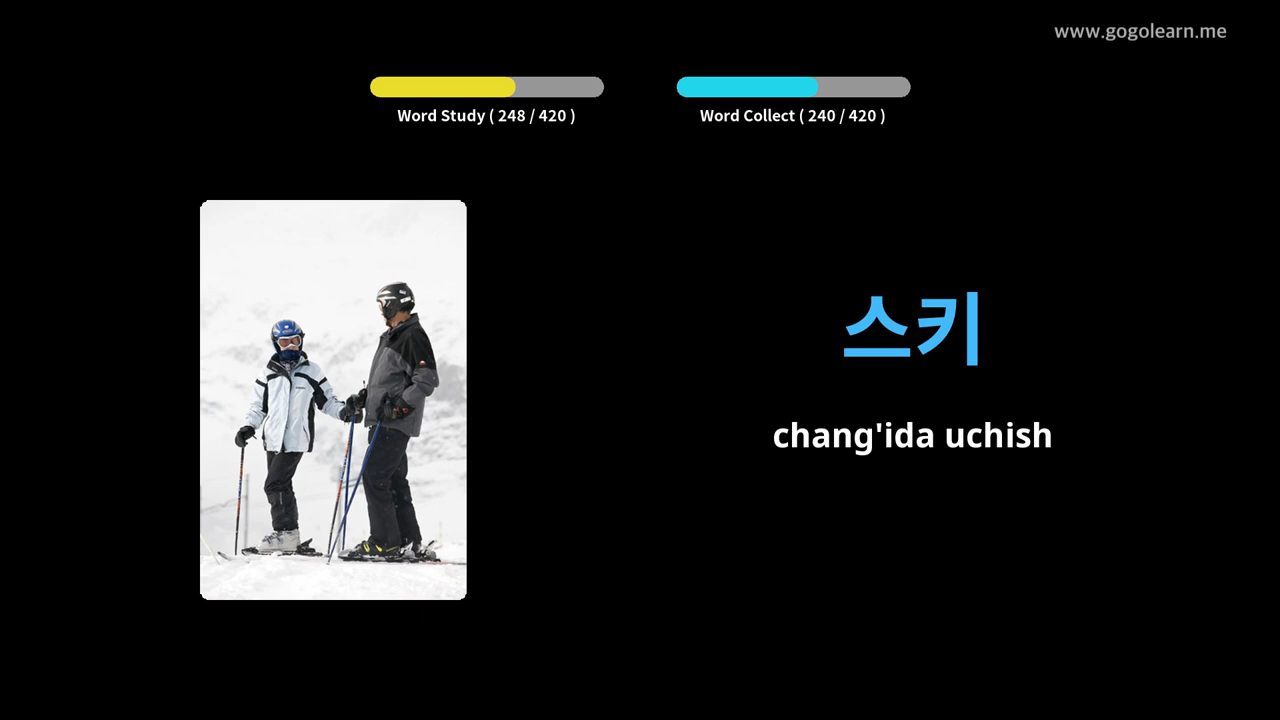 www.gogolearn.me
Word Study ( 248 / 420 )
Word Collect ( 240 / 420 )
스키
chang'ida uchish